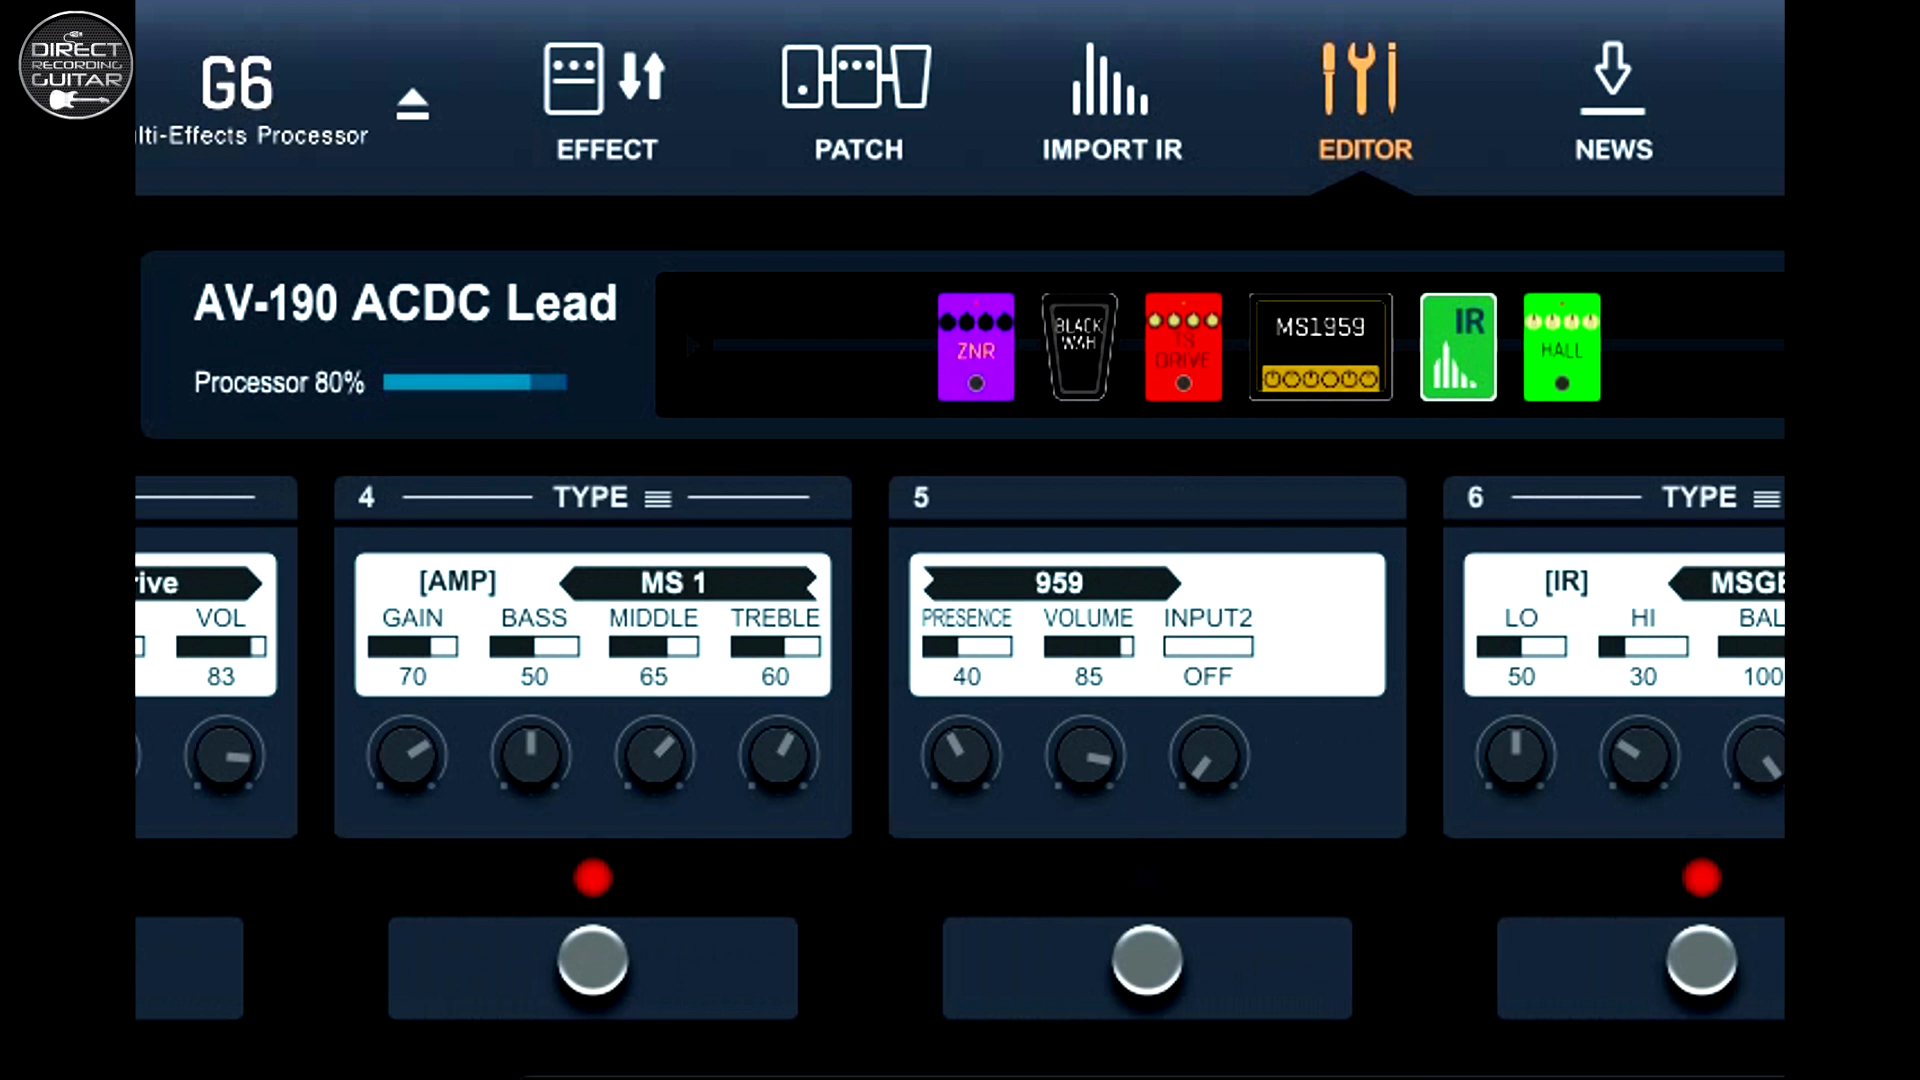 DIRECT
RECORDING
GUITAR
G6
lti-Effects Processor
EFFECT
PATCH
IMPORT IR
EDITOR
NEWS
AV-190 ACDC Lead
Processor 80%
ZNR
BLACK
WAH
TS
DRIVE
MS1959
IR
HALL
4 TYPE
5
6 TYPE
rive
VOL
83
[AMP] MS 1
GAIN BASS MIDDLE TREBLE
70 50 65 60
959
PRESENCE VOLUME INPUT2
40 85 OFF
[IR] MSGE
LO HI BAL
50 30 100